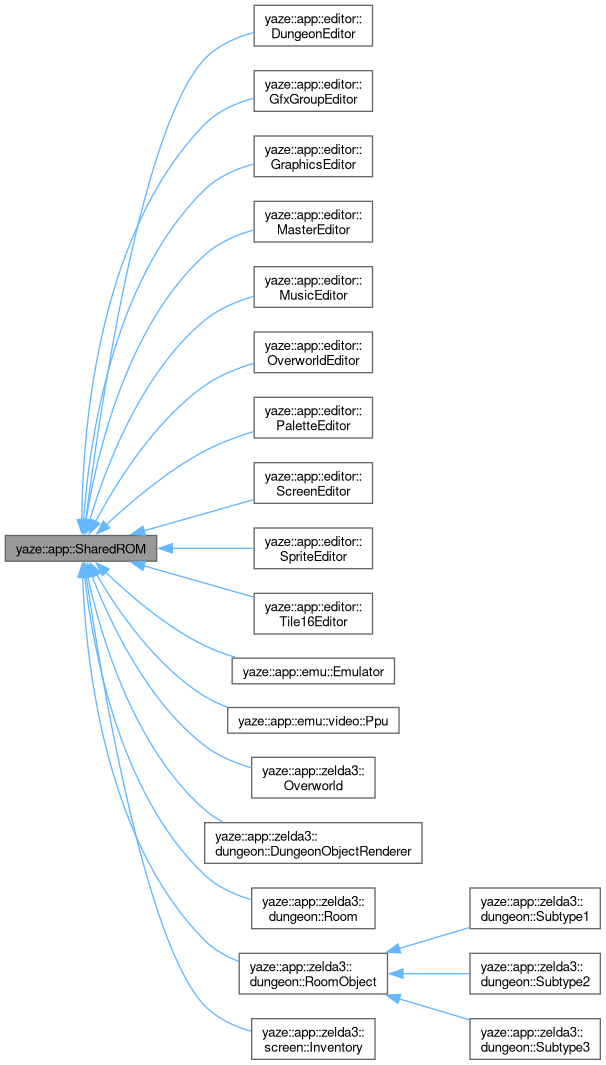 yaze::app::editor::
DungeonEditor
yaze::app::editor::
GfxGroupEditor
yaze::app::editor::
GraphicsEditor
yaze::app::editor::
MasterEditor
yaze::app::editor::
MusicEditor
yaze::app::editor::
OverworldEditor
yaze::app::editor::
PaletteEditor
yaze::app::editor::
ScreenEditor
yaze::app::SharedROM
yaze::app::editor::
SpriteEditor
yaze::app::editor::
Tile16Editor
yaze::app::emu::Emulator
yaze::app::emu::video::Ppu
yaze::app::zelda3::
Overworld
yaze::app::zelda3::
dungeon::DungeonObjectRenderer
yaze::app::zelda3::
dungeon::Room
yaze::app::zelda3::
dungeon::Subtype1
yaze::app::zelda3::
dungeon::RoomObject
yaze::app::zelda3::
dungeon::Subtype2
yaze::app::zelda3::
screen::Inventory
yaze::app::zelda3::
dungeon::Subtype3